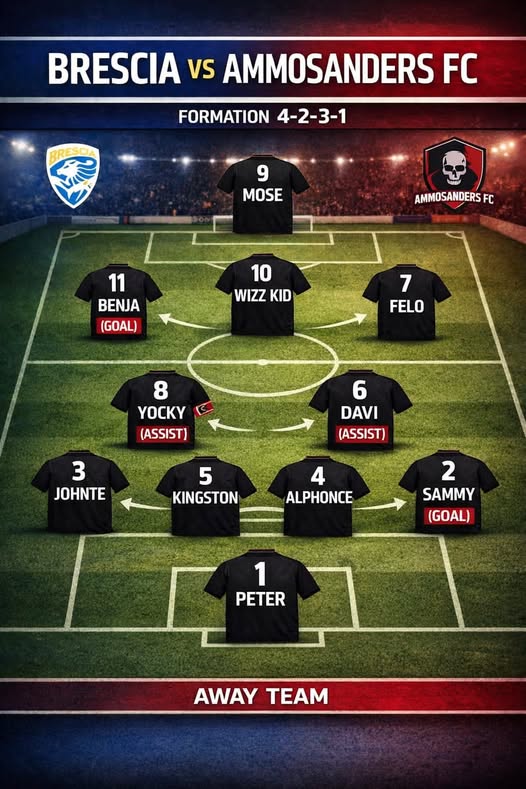 BRESCIA VS AMMOSANDERS FC
FORMATION 4-2-3-1
BRESCIA
AMMOSANDERS FC
9
MOSE
11
BENJA
(GOAL)
10
WIZZ KID
7
FELO
8
YOCKY
(ASSIST)
C
6
DAVI
(ASSIST)
3
JOHNTE
5
KINGSTON
4
ALPHONCE
2
SAMMY
(GOAL)
1
PETER
AWAY TEAM